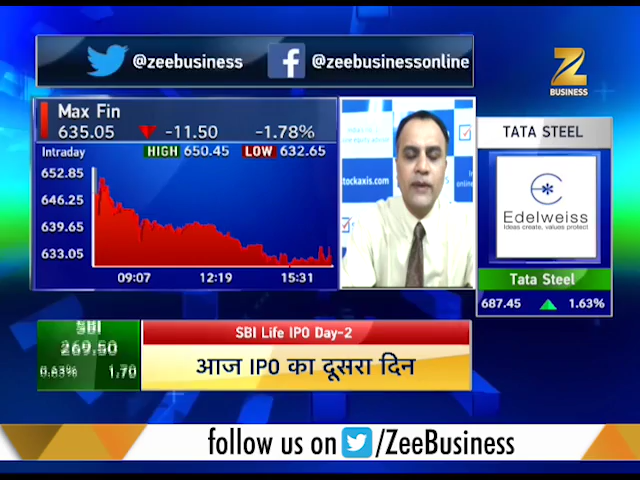 @zeebusiness
@zeebusinessonline
Z
BUSINESS
Max Fin
635.05 -11.50 -1.78%
Intraday HIGH 650.45 LOW 632.65
652.85
646.25
639.65
633.05
09:07 12:19 15:31
stockaxis.com
TATA STEEL
Edelweiss
Ideas create, values protect
Tata Steel
687.45 1.63%
SBI
269.50
0.63% 1.70
SBI Life IPO Day-2
आज IPO का दूसरा दिन
follow us on /ZeeBusiness